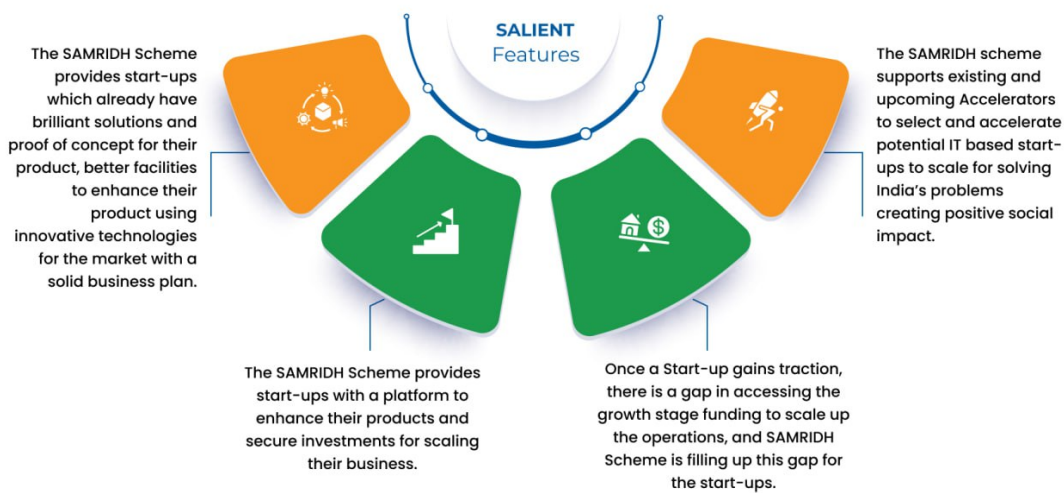 SALIENT
Features
The SAMRIDH Scheme
provides start-ups
which already have
brilliant solutions and
proof of concept for their
product, better facilities
to enhance their
product using
innovative technologies
for the market with a
solid business plan.
The SAMRIDH Scheme provides
start-ups with a platform to
enhance their products and
secure investments for scaling
their business.
Once a Start-up gains traction,
there is a gap in accessing the
growth stage funding to scale up
the operations, and SAMRIDH
Scheme is filling up this gap for
the start-ups.
The SAMRIDH scheme
supports existing and
upcoming Accelerators
to select and accelerate
potential IT based start-
ups to scale for solving
India's problems
creating positive social
impact.